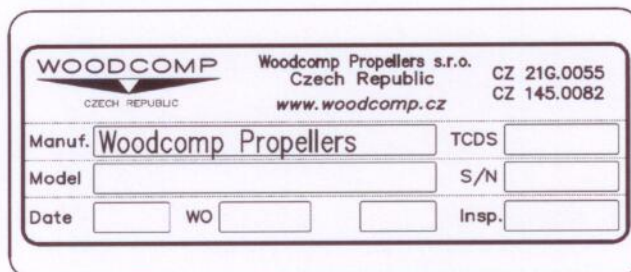 WOODCOMP
CZECH REPUBLIC
Woodcomp Propellers s.r.o.
Czech Republic
www.woodcomp.cz
CZ 21G.0055
CZ 145.0082
Manuf. Woodcomp Propellers TCDS
Model S/N
Date WO Insp.